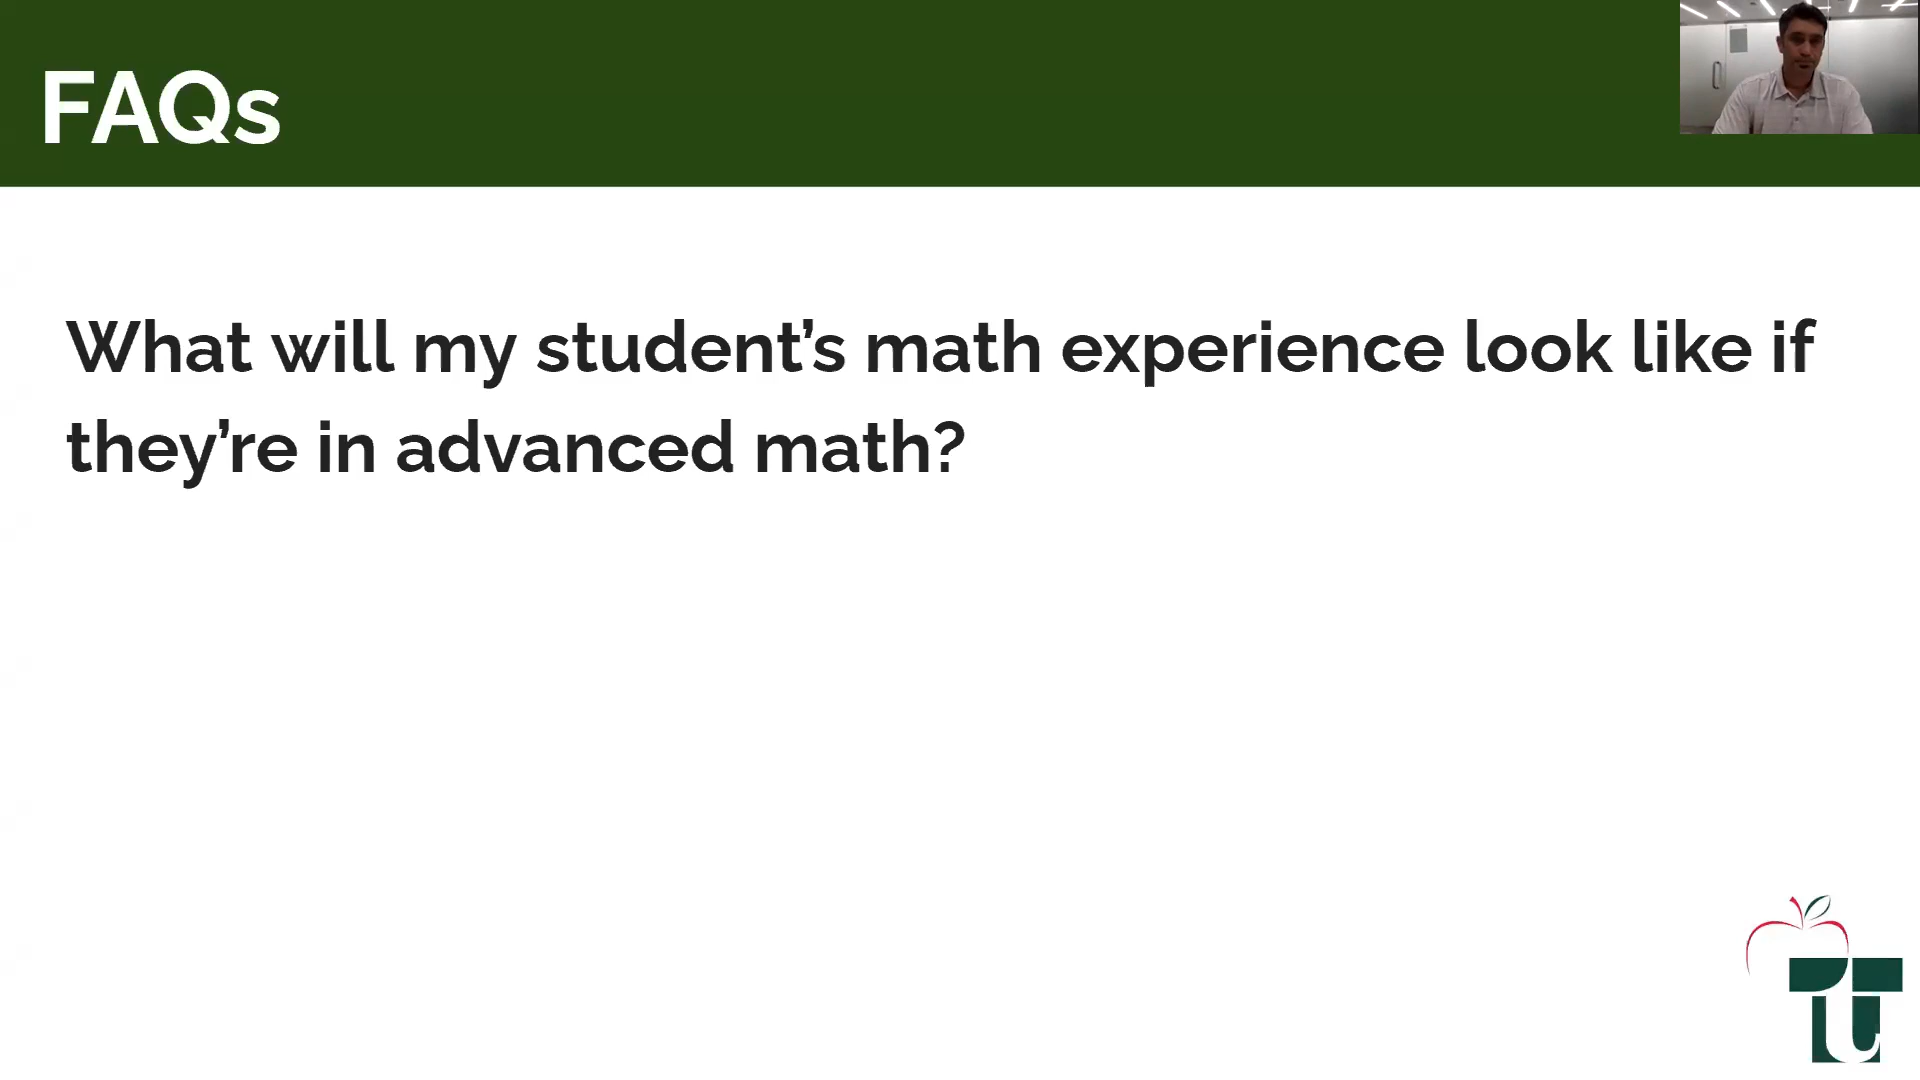 FAQs
What will my student’s math experience look like if
they’re in advanced math?